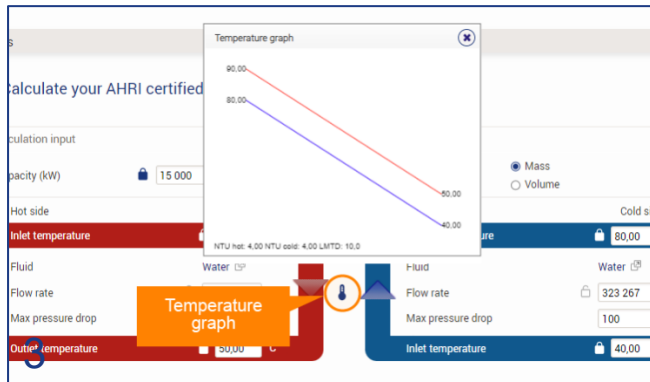 s
Temperature graph
Calculate your AHRI certified
90,00
80,00
50,00
40,00
NTU hot: 4,00 NTU cold: 4,00 LMTD: 10,0
culation input
pacity (kW)
15 000
Mass
Volume
Hot side
Cold s
Inlet temperature
ure
80,00
Fluid
Water
Fluid
Water
Flow rate
Flow rate
323 267
Max pressure drop
Max pressure drop
100
Temperature
graph
Outlet temperature
50,00
C
Inlet temperature
40,00
3